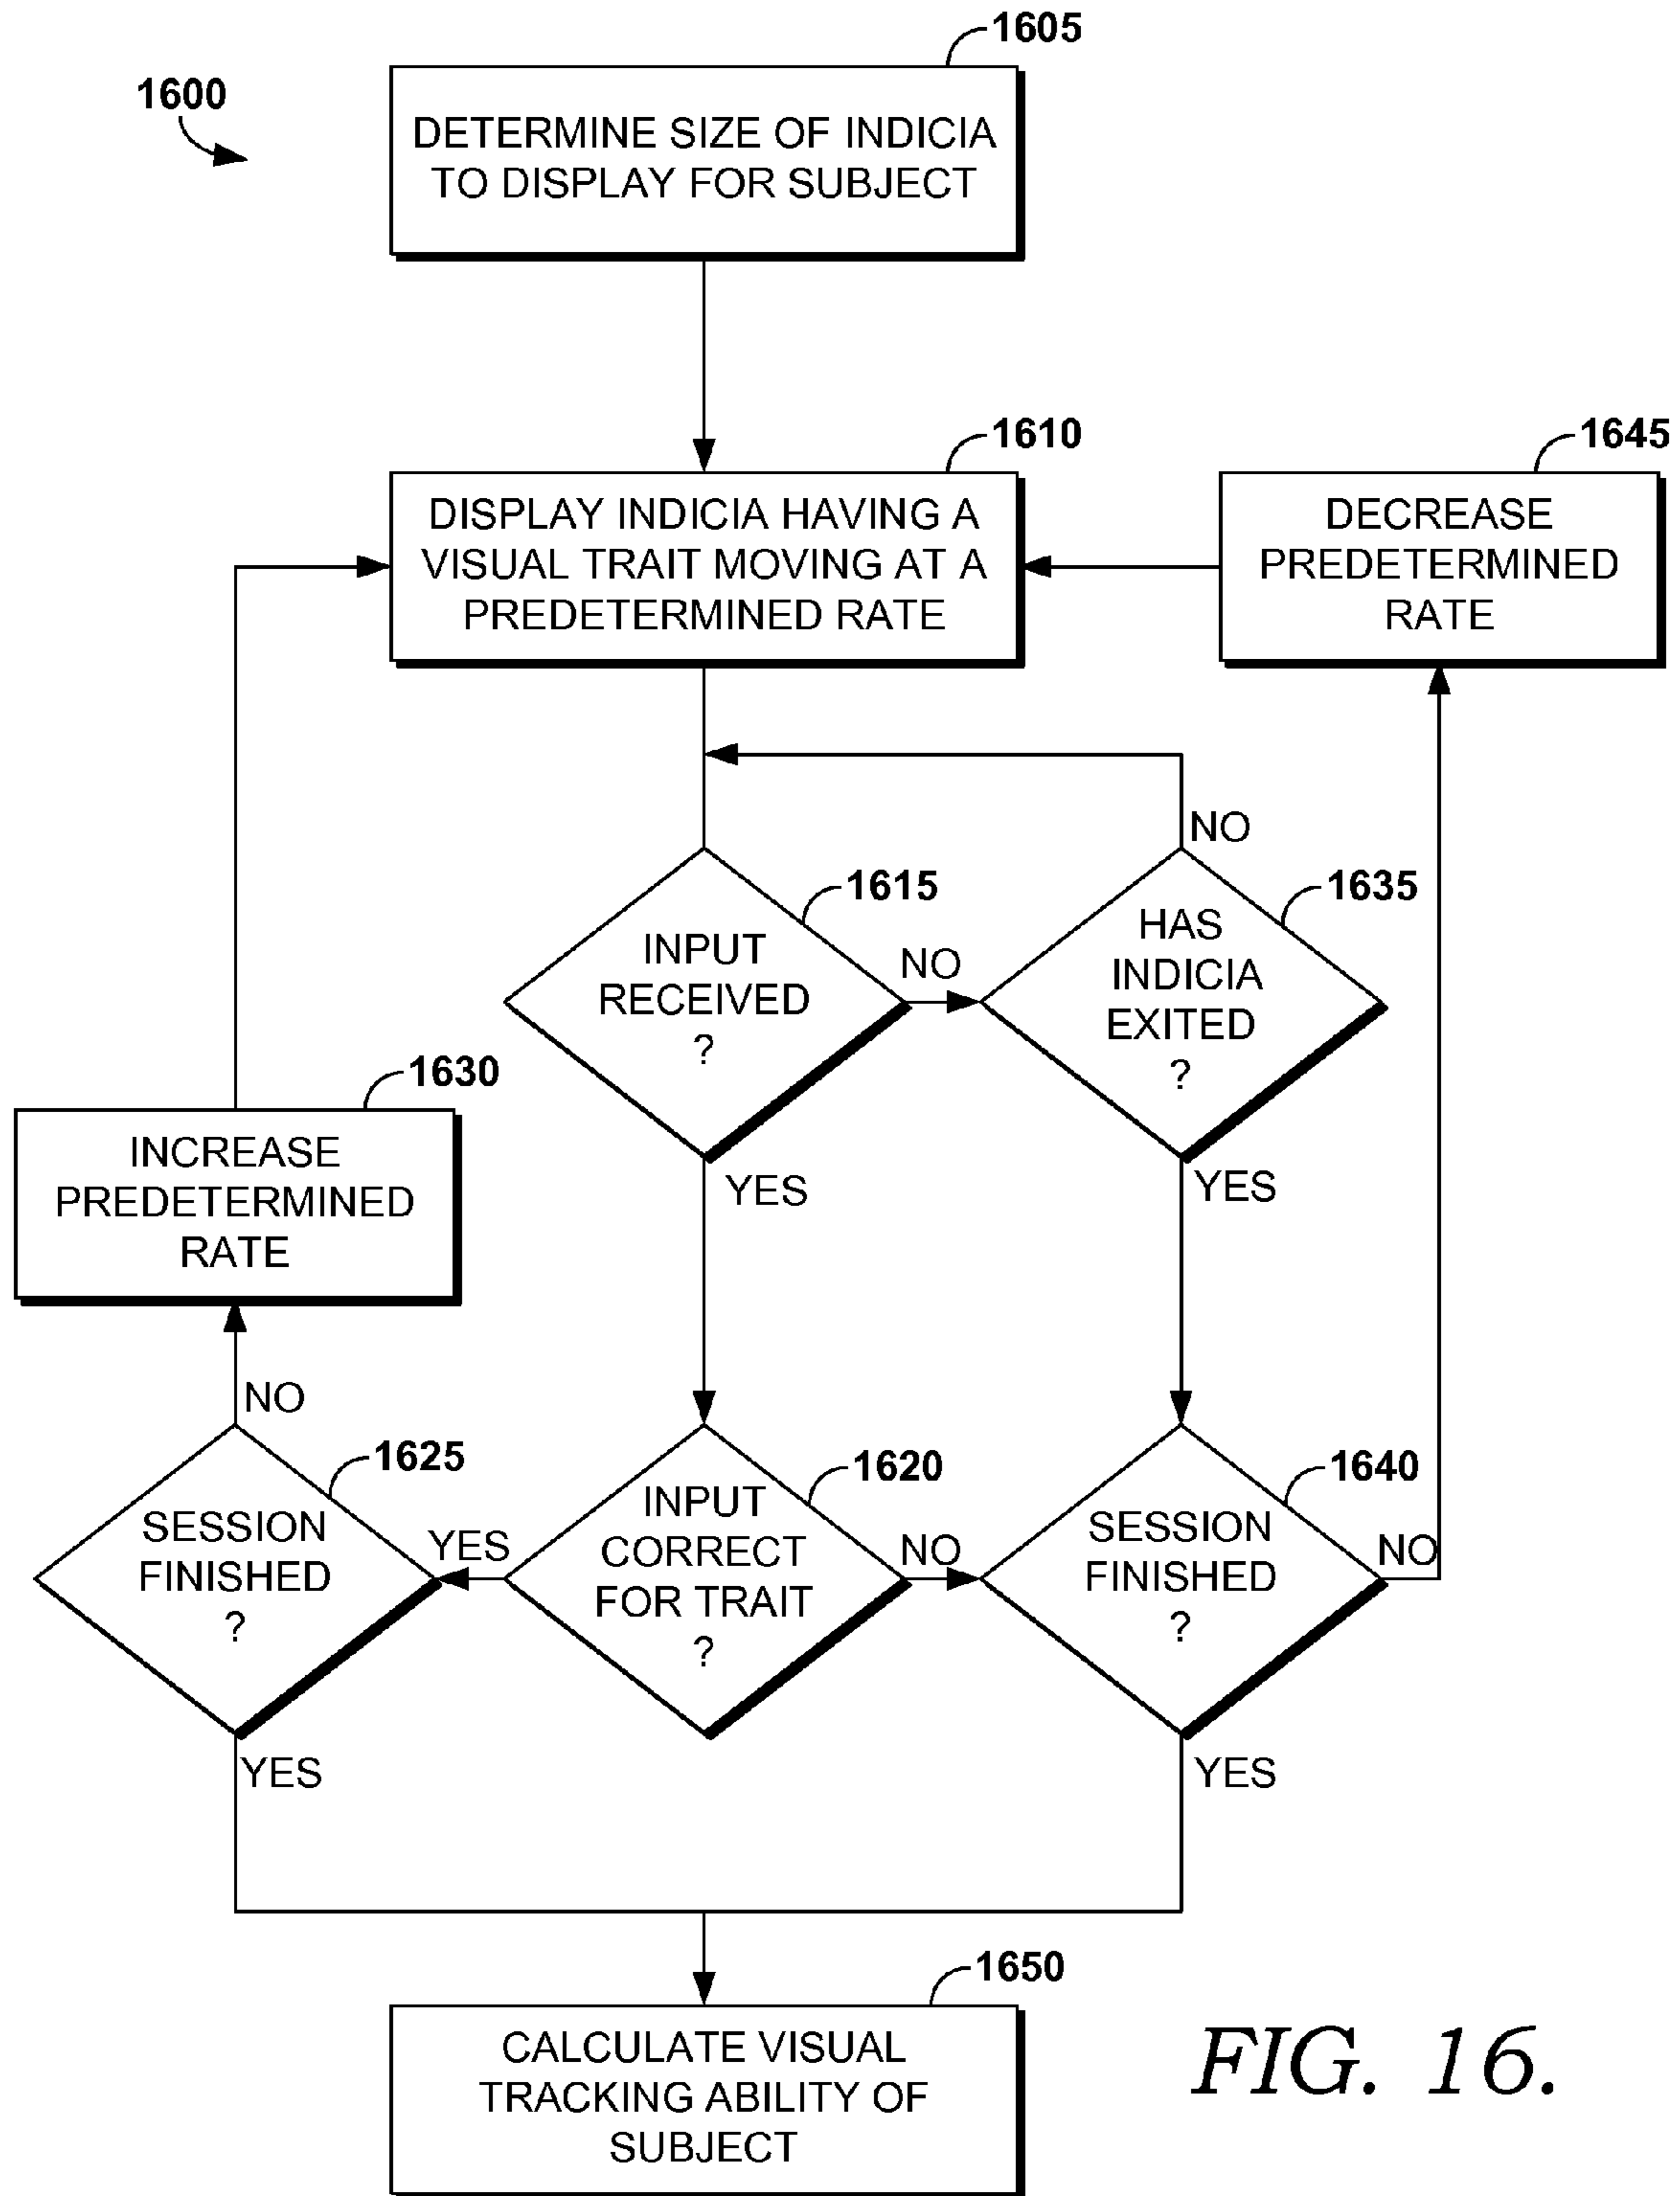 1605
1600
DETERMINE SIZE OF INDICIA
TO DISPLAY FOR SUBJECT
1610
1645
DISPLAY INDICIA HAVING A
VISUAL TRAIT MOVING AT A
PREDETERMINED RATE
DECREASE
PREDETERMINED
RATE
NO
1615
1635
INPUT
RECEIVED
?
NO
HAS
INDICIA
EXITED
?
1630
YES
YES
INCREASE
PREDETERMINED
RATE
NO
1625
1620
1640
SESSION
FINISHED
?
YES
INPUT
CORRECT
FOR TRAIT
?
NO
SESSION
FINISHED
?
NO
YES
YES
1650
CALCULATE VISUAL
TRACKING ABILITY OF
SUBJECT
FIG. 16.